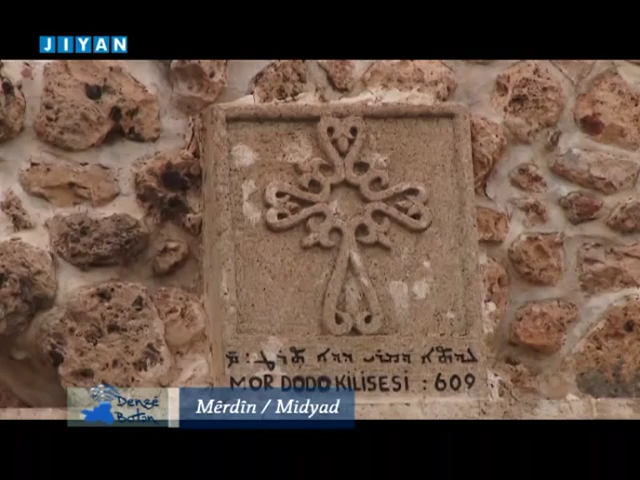 JIYAN
MOR DODO KILISESI : 609
Dengê
Botan
Mêrdîn / Midyad